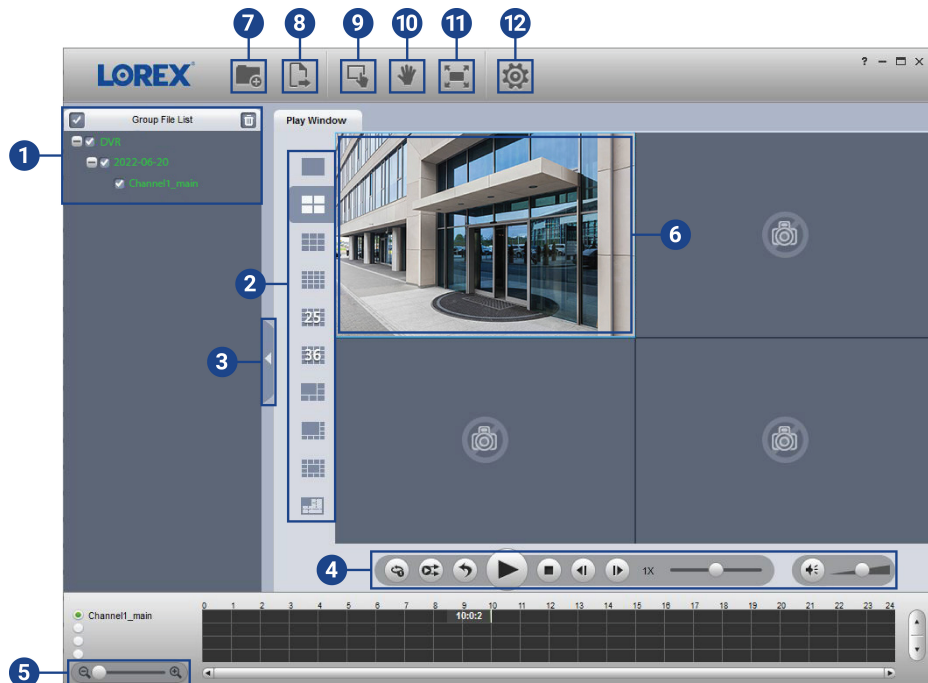 7 8 9 10 11 12
LOREX
? – ×
Group File List
Play Window
1
DVR
2022-06-20
Channel1_main
6
2
25
3
36
4
1X
0 1 2 3 4 5 6 7 8 9 10 11 12 13 14 15 16 17 18 19 20 21 22 23 24
Channel1_main
10:0:2
5